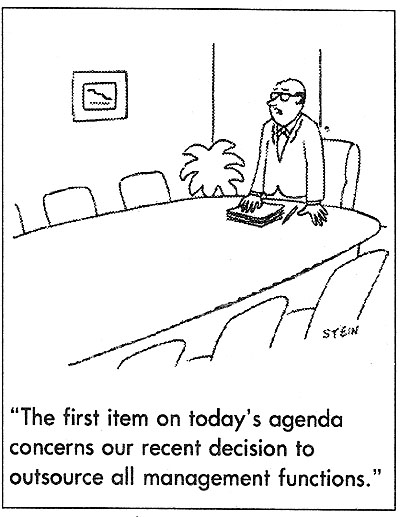 STEIN
“The first item on today’s agenda
concerns our recent decision to
outsource all management functions.”